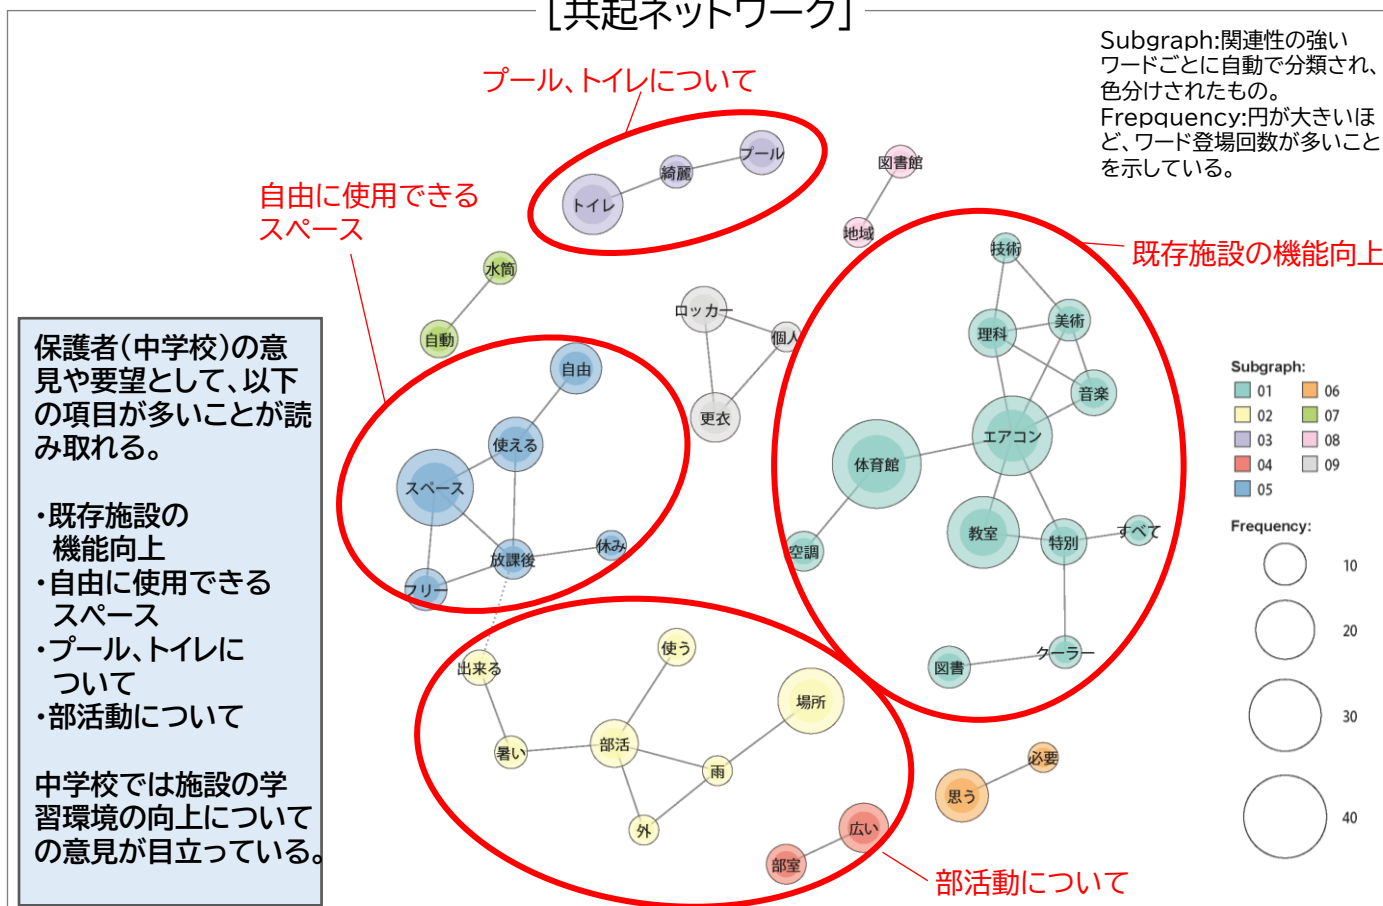 [共起ネットワーク]
Subgraph:関連性の強い
ワードごとに自動で分類され、
色分けされたもの。
Frepquency:円が大きいほ
ど、ワード登場回数が多いこと
を示している。
プール、トイレについて
プール
綺麗
トイレ
図書館
地域
自由に使用できる
スペース
既存施設の機能向上
水筒
自動
ロッカー
個人
更衣
技術
美術
理科
音楽
エアコン
体育館
教室
特別
すべて
空調
クーラー
図書
自由
使える
スペース
放課後
休み
フリー
保護者(中学校)の意
見や要望として、以下
の項目が多いことが読
み取れる。
・既存施設の
機能向上
・自由に使用できる
スペース
・プール、トイレに
ついて
・部活動について
中学校では施設の学
習環境の向上について
の意見が目立っている。
出来る
使う
場所
暑い
部活
雨
外
広い
部室
必要
思う
部活動について
Subgraph:
01 06
02 07
03 08
04 09
05
Frequency:
10
20
30
40